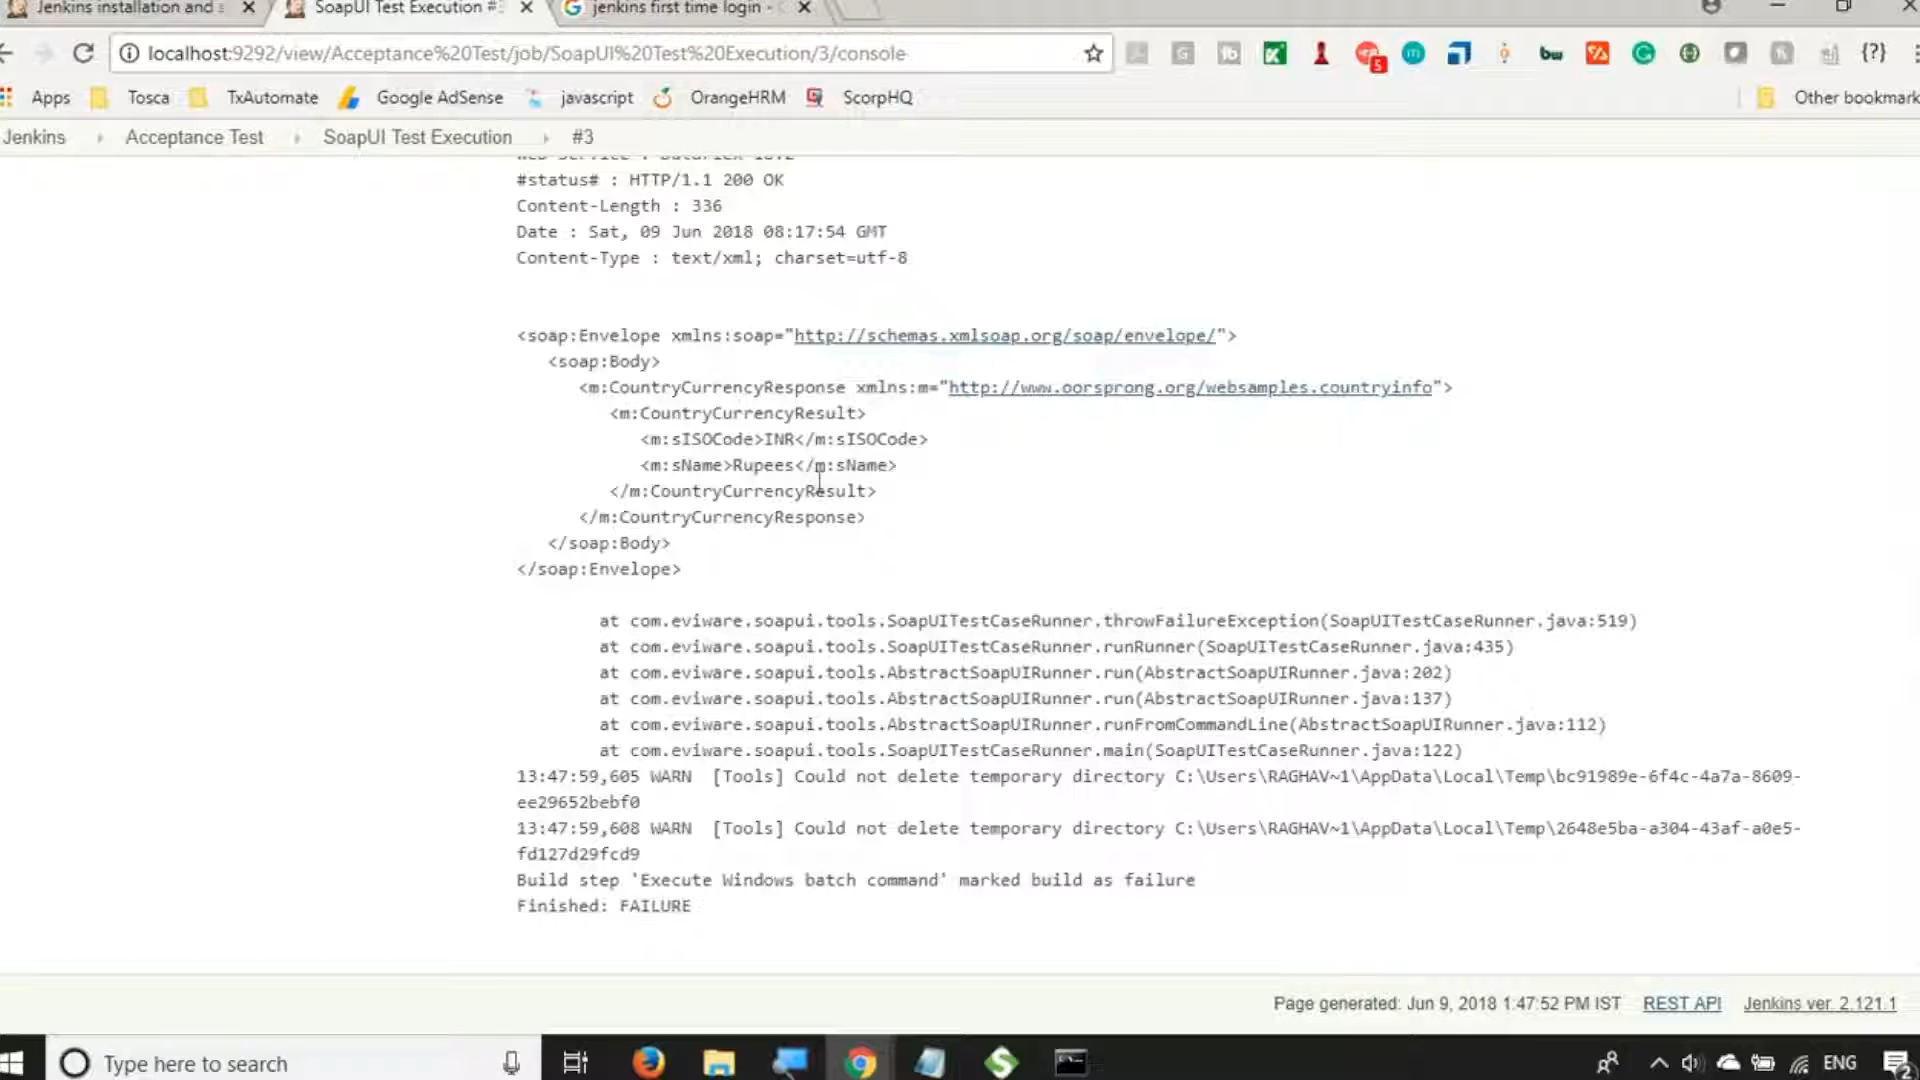 Jenkins installation and
SoapUI Test Execution #3
jenkins first time login -
localhost:9292/view/Acceptance%20Test/job/SoapUI%20Test%20Execution/3/console
5
Apps
Tosca
TxAutomate
Google AdSense
javascript
OrangeHRM
ScorpHQ
Other bookmark
Jenkins
Acceptance Test
SoapUI Test Execution
#3
#status# : HTTP/1.1 200 OK
Content-Length : 336
Date : Sat, 09 Jun 2018 08:17:54 GMT
Content-Type : text/xml; charset=utf-8
<soap:Envelope xmlns:soap="http://schemas.xmlsoap.org/soap/envelope/">
<soap:Body>
<m:CountryCurrencyResponse xmlns:m="http://www.oorsprong.org/websamples.countryinfo">
<m:CountryCurrencyResult>
<m:sISOCode>INR</m:sISOCode>
<m:sName>Rupees</m:sName>
</m:CountryCurrencyResult>
</m:CountryCurrencyResponse>
</soap:Body>
</soap:Envelope>
at com.eviware.soapui.tools.SoapUITestCaseRunner.throwFailureException(SoapUITestCaseRunner.java:519)
at com.eviware.soapui.tools.SoapUITestCaseRunner.runRunner(SoapUITestCaseRunner.java:435)
at com.eviware.soapui.tools.AbstractSoapUIRunner.run(AbstractSoapUIRunner.java:202)
at com.eviware.soapui.tools.AbstractSoapUIRunner.run(AbstractSoapUIRunner.java:137)
at com.eviware.soapui.tools.AbstractSoapUIRunner.runFromCommandLine(AbstractSoapUIRunner.java:112)
at com.eviware.soapui.tools.SoapUITestCaseRunner.main(SoapUITestCaseRunner.java:122)
13:47:59,605 WARN [Tools] Could not delete temporary directory C:\Users\RAGHAV~1\AppData\Local\Temp\bc91989e-6f4c-4a7a-8609-
ee29652bebf0
13:47:59,608 WARN [Tools] Could not delete temporary directory C:\Users\RAGHAV~1\AppData\Local\Temp\2648e5ba-a304-43af-a0e5-
fd127d29fcd9
Build step 'Execute Windows batch command' marked build as failure
Finished: FAILURE
Page generated: Jun 9, 2018 1:47:52 PM IST
REST API
Jenkins ver. 2.121.1
Type here to search
ENG
2